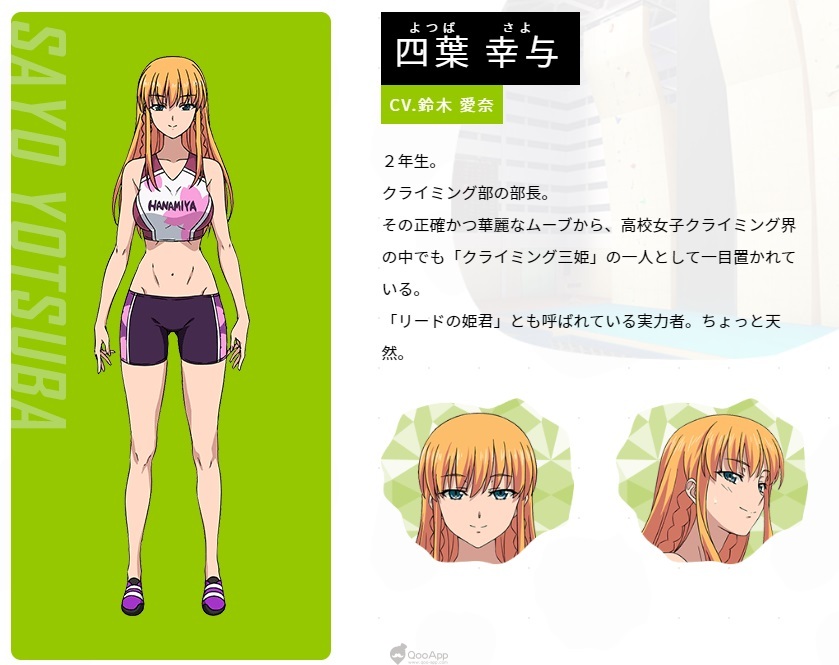 SAYO YOTSUBA
HANAMIYA
よつば さよ
四葉 幸与
CV.鈴木 愛奈
2年生。
クライミング部の部長。
その正確かつ華麗なムーブから、高校女子クライミング界
の中でも「クライミング三姫」の一人として一目置かれて
いる。
「リードの姫君」とも呼ばれている実力者。ちょっと天
然。
QooApp
www.qoo-app.com